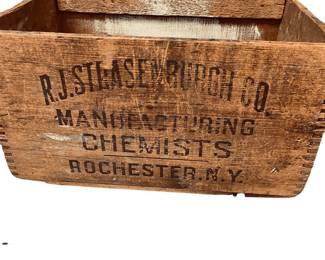 R.J. STRASENBURGH CO.
MANUFACTURING
CHEMISTS
ROCHESTER.N.Y.